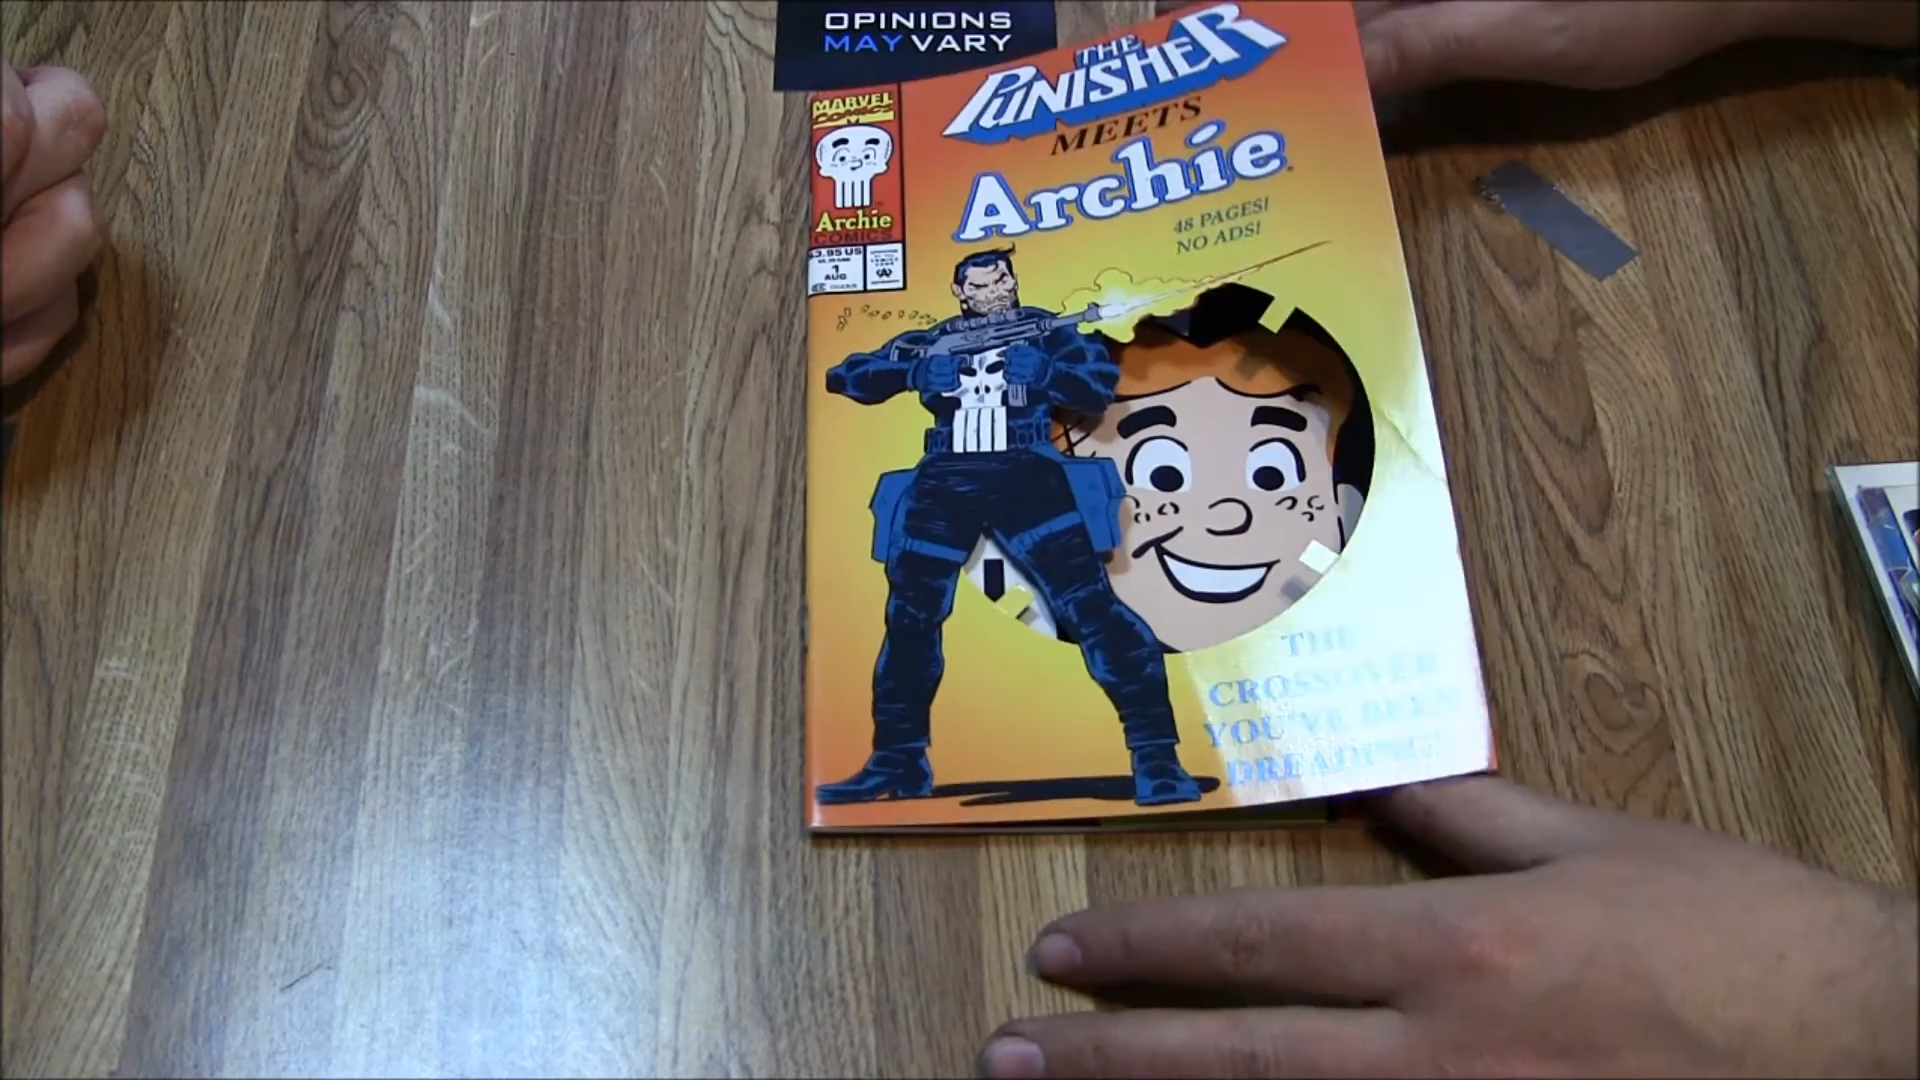 OPINIONS
MAY VARY
THE
PUNISHER
MEETS
Archie
48 PAGES!
NO ADS!
MARVEL
COMICS
Archie
COMICS
$3.95 US
1
AUG
THE
CROSSOVER
YOU'VE BEEN
DREADING!